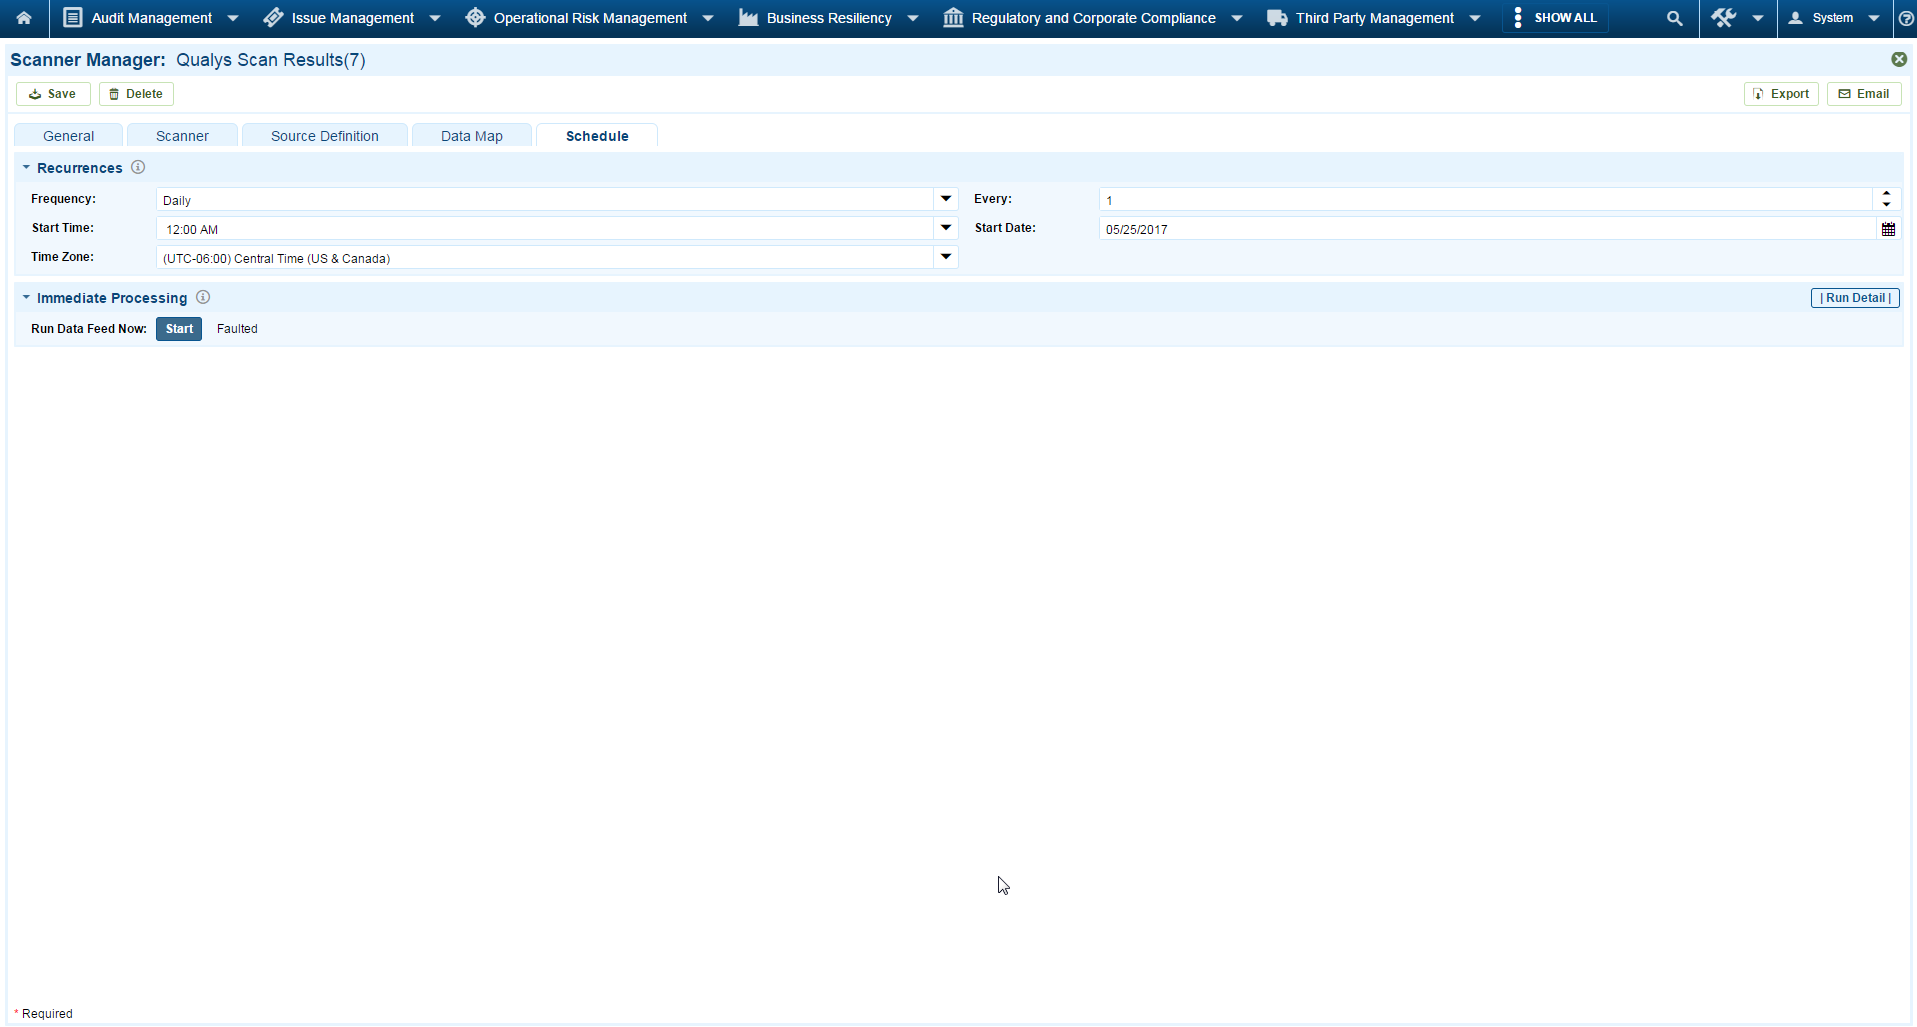 Audit Management Issue Management Operational Risk Management Business Resiliency Regulatory and Corporate Compliance Third Party Management SHOW ALL System
Scanner Manager: Qualys Scan Results(7)
Save Delete Export Email
General Scanner Source Definition Data Map Schedule
Recurrences
Frequency: Daily Every: 1
Start Time: 12:00 AM Start Date: 05/25/2017
Time Zone: (UTC-06:00) Central Time (US & Canada)
Immediate Processing | Run Detail |
Run Data Feed Now: Start Faulted
* Required